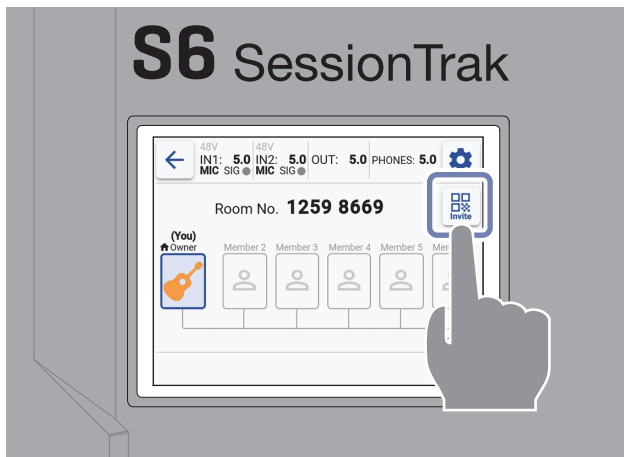 S6 SessionTrak
48V 48V
IN1: 5.0 IN2: 5.0 OUT: 5.0 PHONES: 5.0
MIC SIG MIC SIG
Room No. 1259 8669
Invite
(You)
Owner Member 2 Member 3 Member 4 Member 5